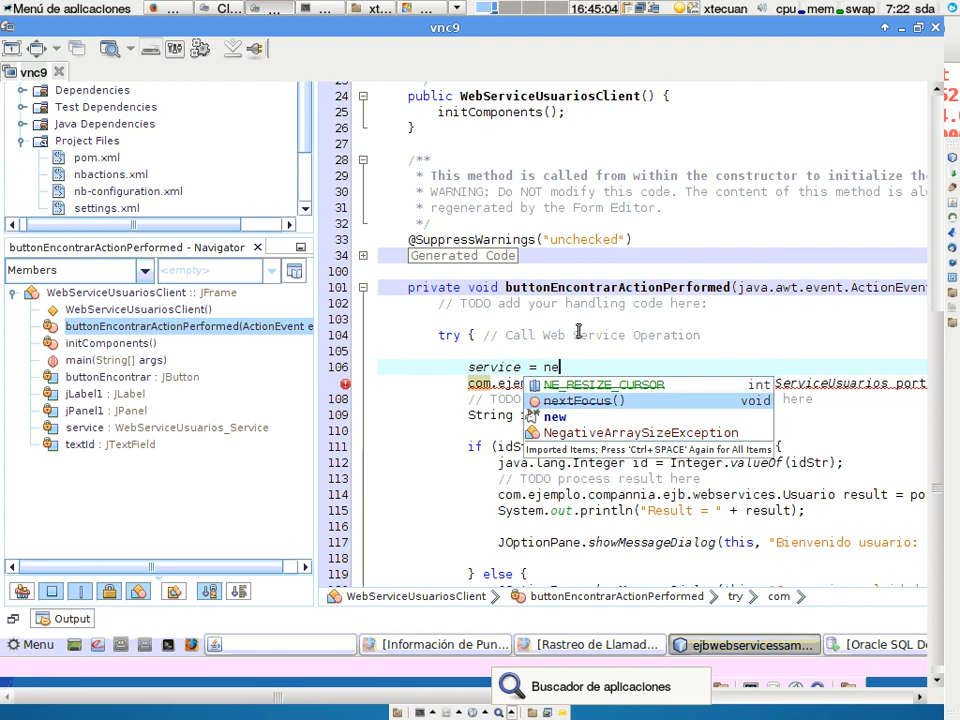 Menú de aplicaciones
...
Cl...
...
...
xt...
...
16:45:04
xtecuan
cpu
mem
swap
7:22
sda
vnc9
vnc9
Dependencies
Test Dependencies
Java Dependencies
Project Files
pom.xml
nbactions.xml
nb-configuration.xml
settings.xml
buttonEncontrarActionPerformed - Navigator
Members
<empty>
WebServiceUsuariosClient :: JFrame
WebServiceUsuariosClient()
buttonEncontrarActionPerformed(ActionEvent e
initComponents()
main(String[] args)
buttonEncontrar : JButton
jLabel1 : JLabel
jPanel1 : JPanel
service : WebServiceUsuarios_Service
textId : JTextField
Output
24 public WebServiceUsuariosClient() {
25 initComponents();
26 }
27
28 /**
29 * This method is called from within the constructor to initialize the
30 * WARNING: Do NOT modify this code. The content of this method is al
31 * regenerated by the Form Editor.
32 */
33 @SuppressWarnings("unchecked")
34 Generated Code
100
101 private void buttonEncontrarActionPerformed(java.awt.event.ActionEven
102 // TODO add your handling code here:
103
104 try { // Call Web Service Operation
105
106 service = ne
com.eje ServiceUsuarios port
108 // TODO here
109 String i
110
111 if (idSt {
112 java.lang.Integer id = Integer.valueOf(idStr);
113 // TODO process result here
114 com.ejemplo.compannia.ejb.webservices.Usuario result = po
115 System.out.println("Result = " + result);
116
117 JOptionPane.showMessageDialog(this, "Bienvenido usuario:
118
119 } else {
NE_RESIZE_CURSOR int
nextFocus() void
new
NegativeArraySizeException
Imported Items; Press 'Ctrl+SPACE' Again for All Items
WebServiceUsuariosClient
buttonEncontrarActionPerformed
try
com
Menu
[Información de Pun...
[Rastreo de Llamad...
ejbwebservicessam...
[Oracle SQL D
Buscador de aplicaciones